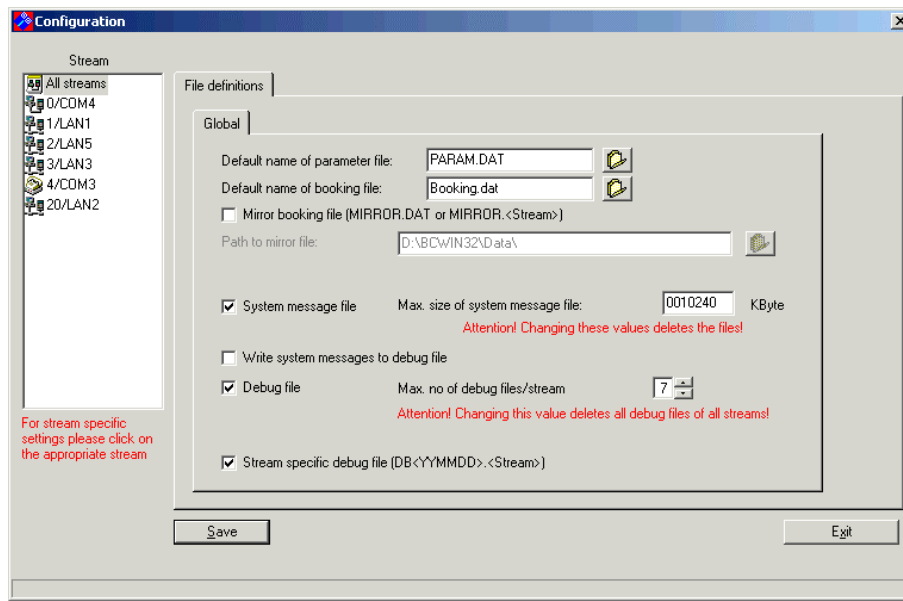 Configuration
Stream
All streams
0/COM4
1/LAN1
2/LAN5
3/LAN3
4/COM3
20/LAN2
For stream specific
settings please click on
the appropriate stream
File definitions
Global
Default name of parameter file: PARAM.DAT
Default name of booking file: Booking.dat
Mirror booking file (MIRROR.DAT or MIRROR.<Stream>)
Path to mirror file: D:\BCWIN32\Data\
System message file Max. size of system message file: 0010240 KByte
Attention! Changing these values deletes the files!
Write system messages to debug file
Debug file Max. no of debug files/stream 7
Attention! Changing this value deletes all debug files of all streams!
Stream specific debug file (DB<YYMMDD>.<Stream>)
Save Exit